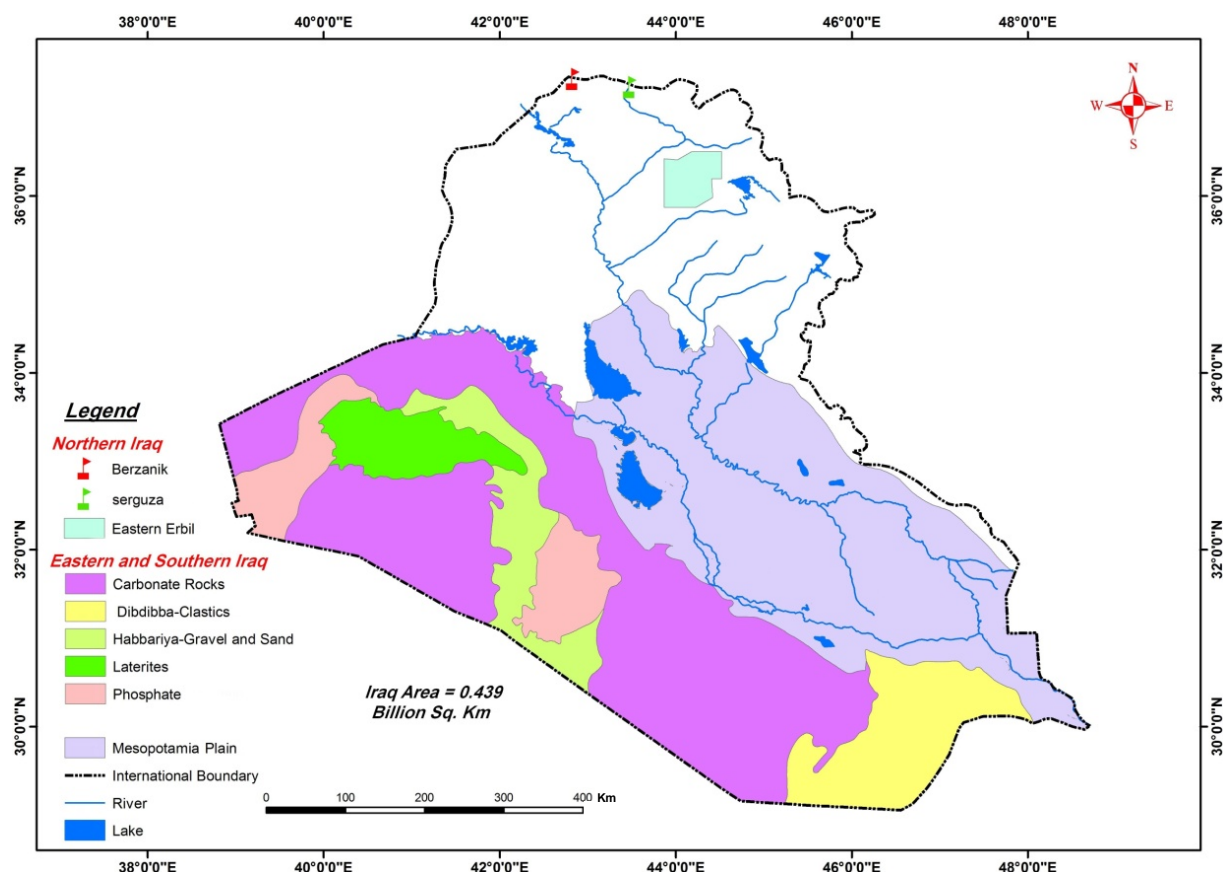 38°0'0"E 40°0'0"E 42°0'0"E 44°0'0"E 46°0'0"E 48°0'0"E
N
W E
S
36°0'0"N 36°0'0"N
34°0'0"N 34°0'0"N
32°0'0"N 32°0'0"N
30°0'0"N 30°0'0"N
Legend
Northern Iraq
Berzanik
serguza
Eastern Erbil
Eastern and Southern Iraq
Carbonate Rocks
Dibdibba-Clastics
Habbariya-Gravel and Sand
Laterites
Phosphate
Mesopotamia Plain
International Boundary
River
Lake
Iraq Area = 0.439
Billion Sq. Km
0 100 200 300 400 Km
38°0'0"E 40°0'0"E 42°0'0"E 44°0'0"E 46°0'0"E 48°0'0"E